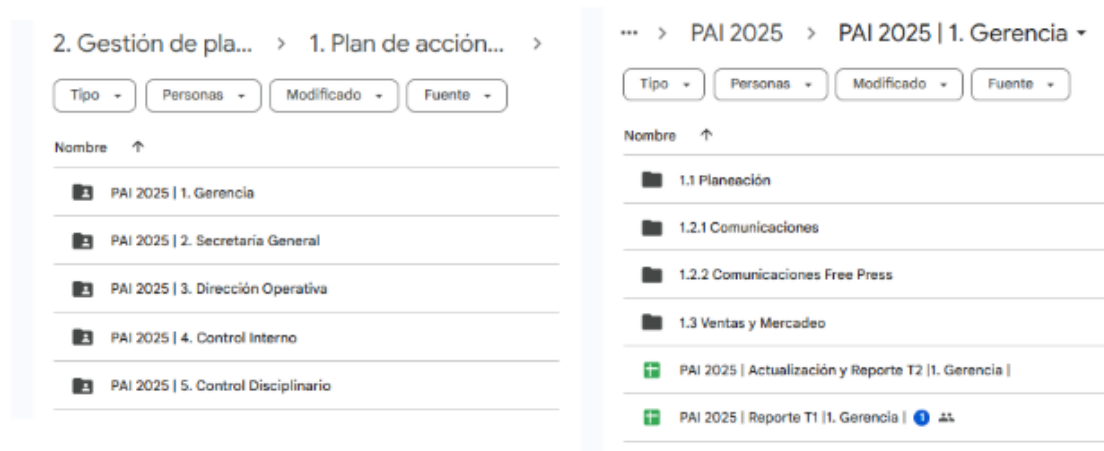 2. Gestión de pla... > 1. Plan de acción... >
Tipo Personas Modificado Fuente
Nombre ↑
PAI 2025 | 1. Gerencia
PAI 2025 | 2. Secretaría General
PAI 2025 | 3. Dirección Operativa
PAI 2025 | 4. Control Interno
PAI 2025 | 5. Control Disciplinario
... > PAI 2025 > PAI 2025 | 1. Gerencia
Tipo Personas Modificado Fuente
Nombre ↑
1.1 Planeación
1.2.1 Comunicaciones
1.2.2 Comunicaciones Free Press
1.3 Ventas y Mercadeo
PAI 2025 | Actualización y Reporte T2 |1. Gerencia |
PAI 2025 | Reporte T1 |1. Gerencia | 1